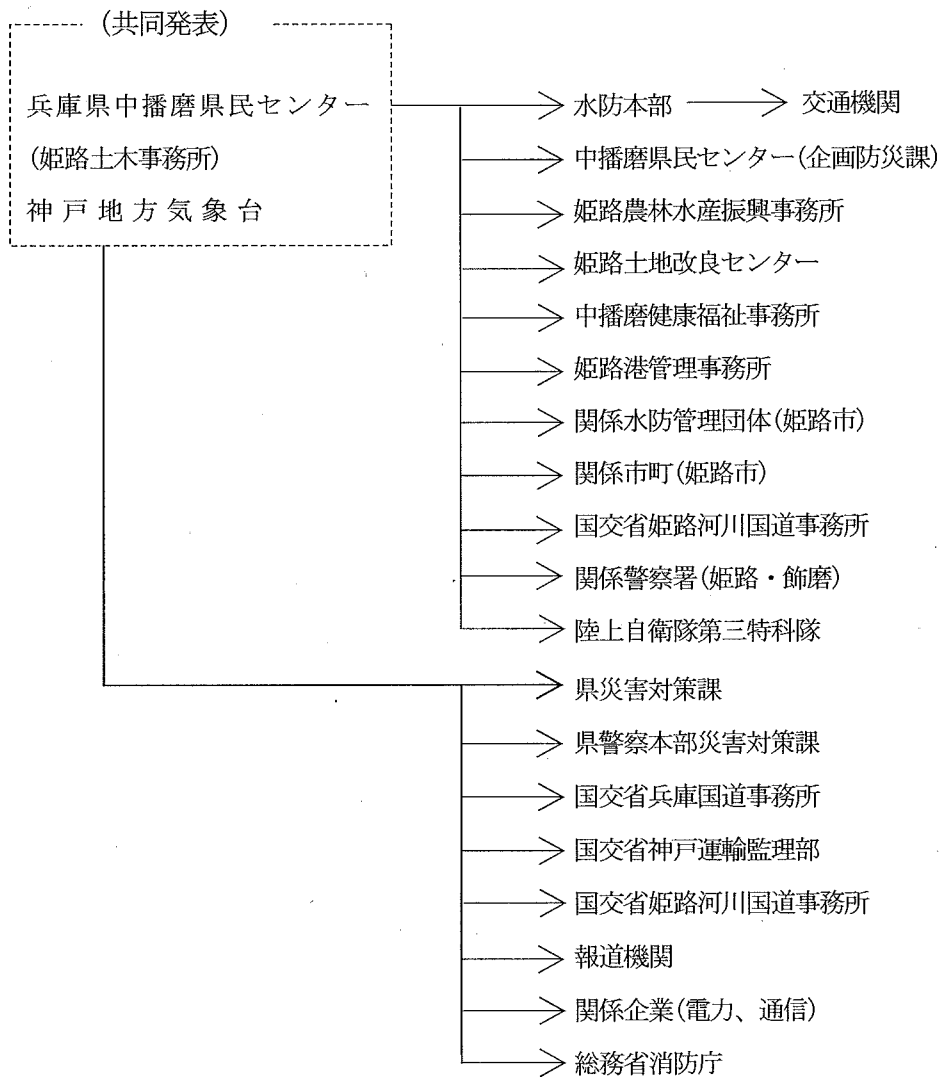 (共同発表)
兵庫県中播磨県民センター
(姫路土木事務所)
神戸地方気象台
水防本部
交通機関
中播磨県民センター(企画防災課)
姫路農林水産振興事務所
姫路土地改良センター
中播磨健康福祉事務所
姫路港管理事務所
関係水防管理団体(姫路市)
関係市町(姫路市)
国交省姫路河川国道事務所
関係警察署(姫路・飾磨)
陸上自衛隊第三特科隊
県災害対策課
県警察本部災害対策課
国交省兵庫国道事務所
国交省神戸運輸監理部
国交省姫路河川国道事務所
報道機関
関係企業(電力、通信)
総務省消防庁